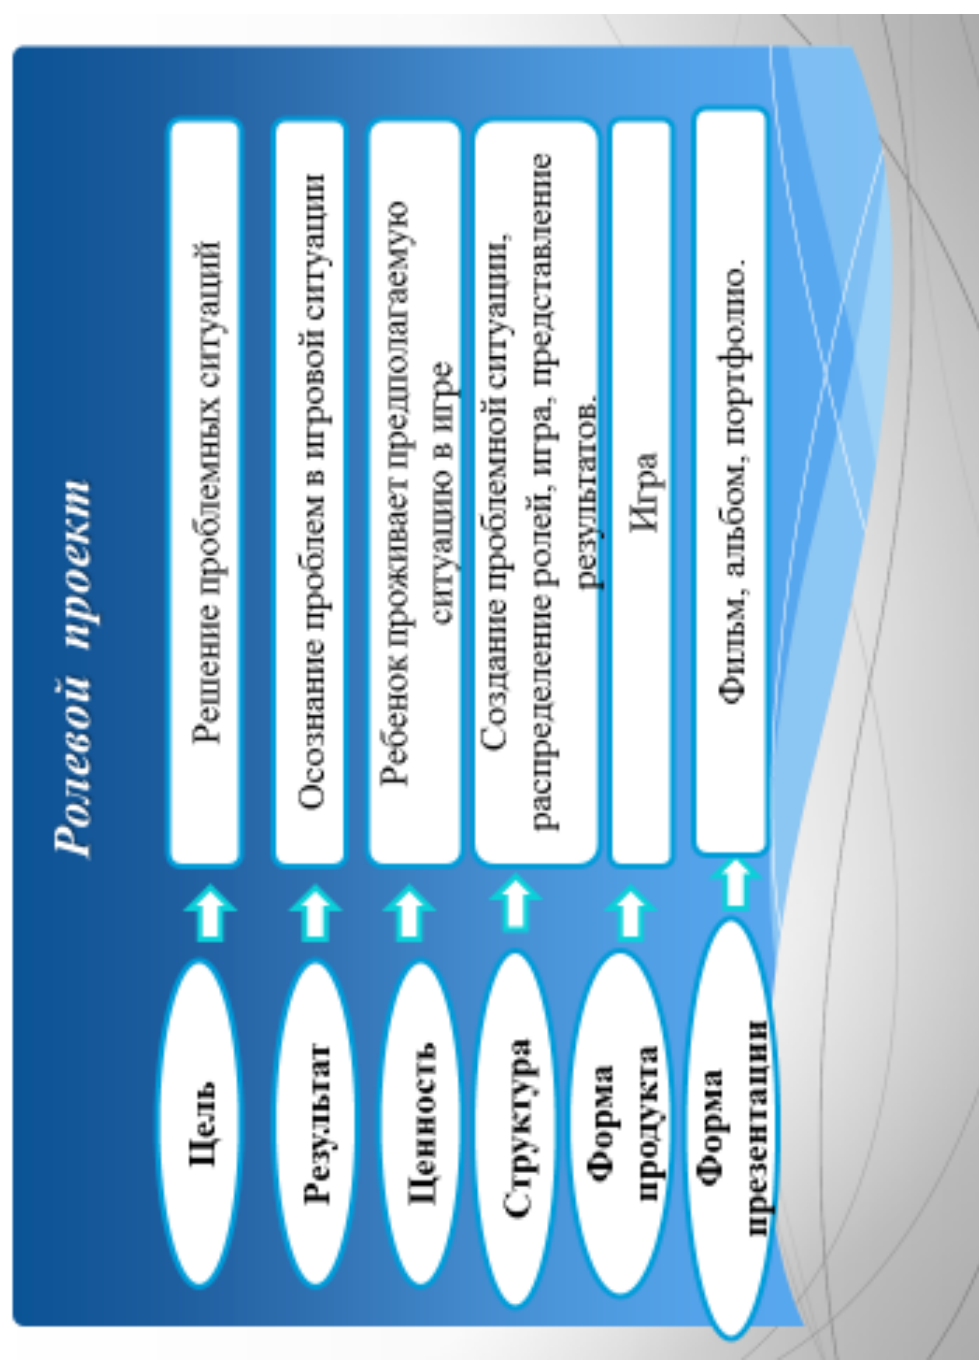 Ролевой проект
Цель
Решение проблемных ситуаций
Результат
Осознание проблем в игровой ситуации
Ценность
Ребенок проживает предполагаемую
ситуацию в игре
Структура
Создание проблемной ситуации,
распределение ролей, игра, представление
результатов.
Форма
продукта
Игра
Форма
презентации
Фильм, альбом, портфолио.